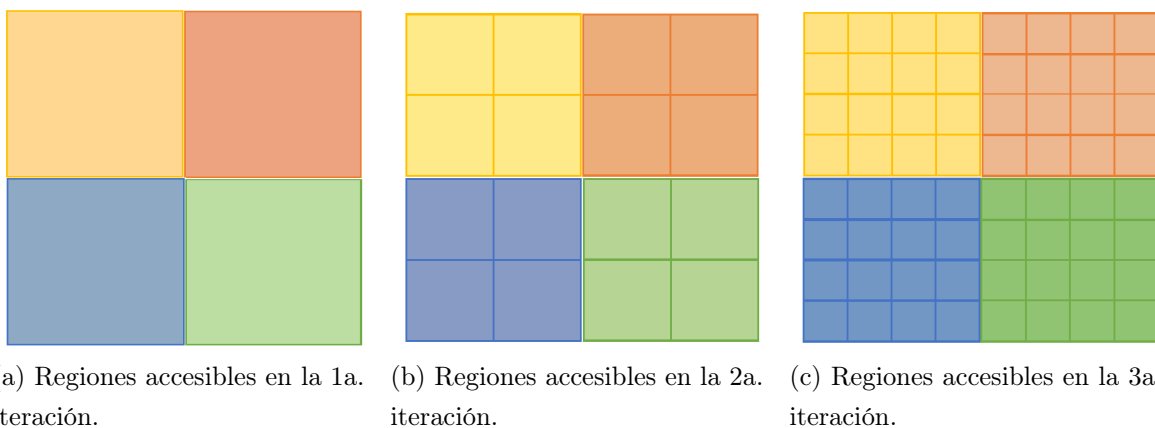 a) Regiones accesibles en la 1a.
teración.
(b) Regiones accesibles en la 2a.
iteración.
(c) Regiones accesibles en la 3a
iteración.